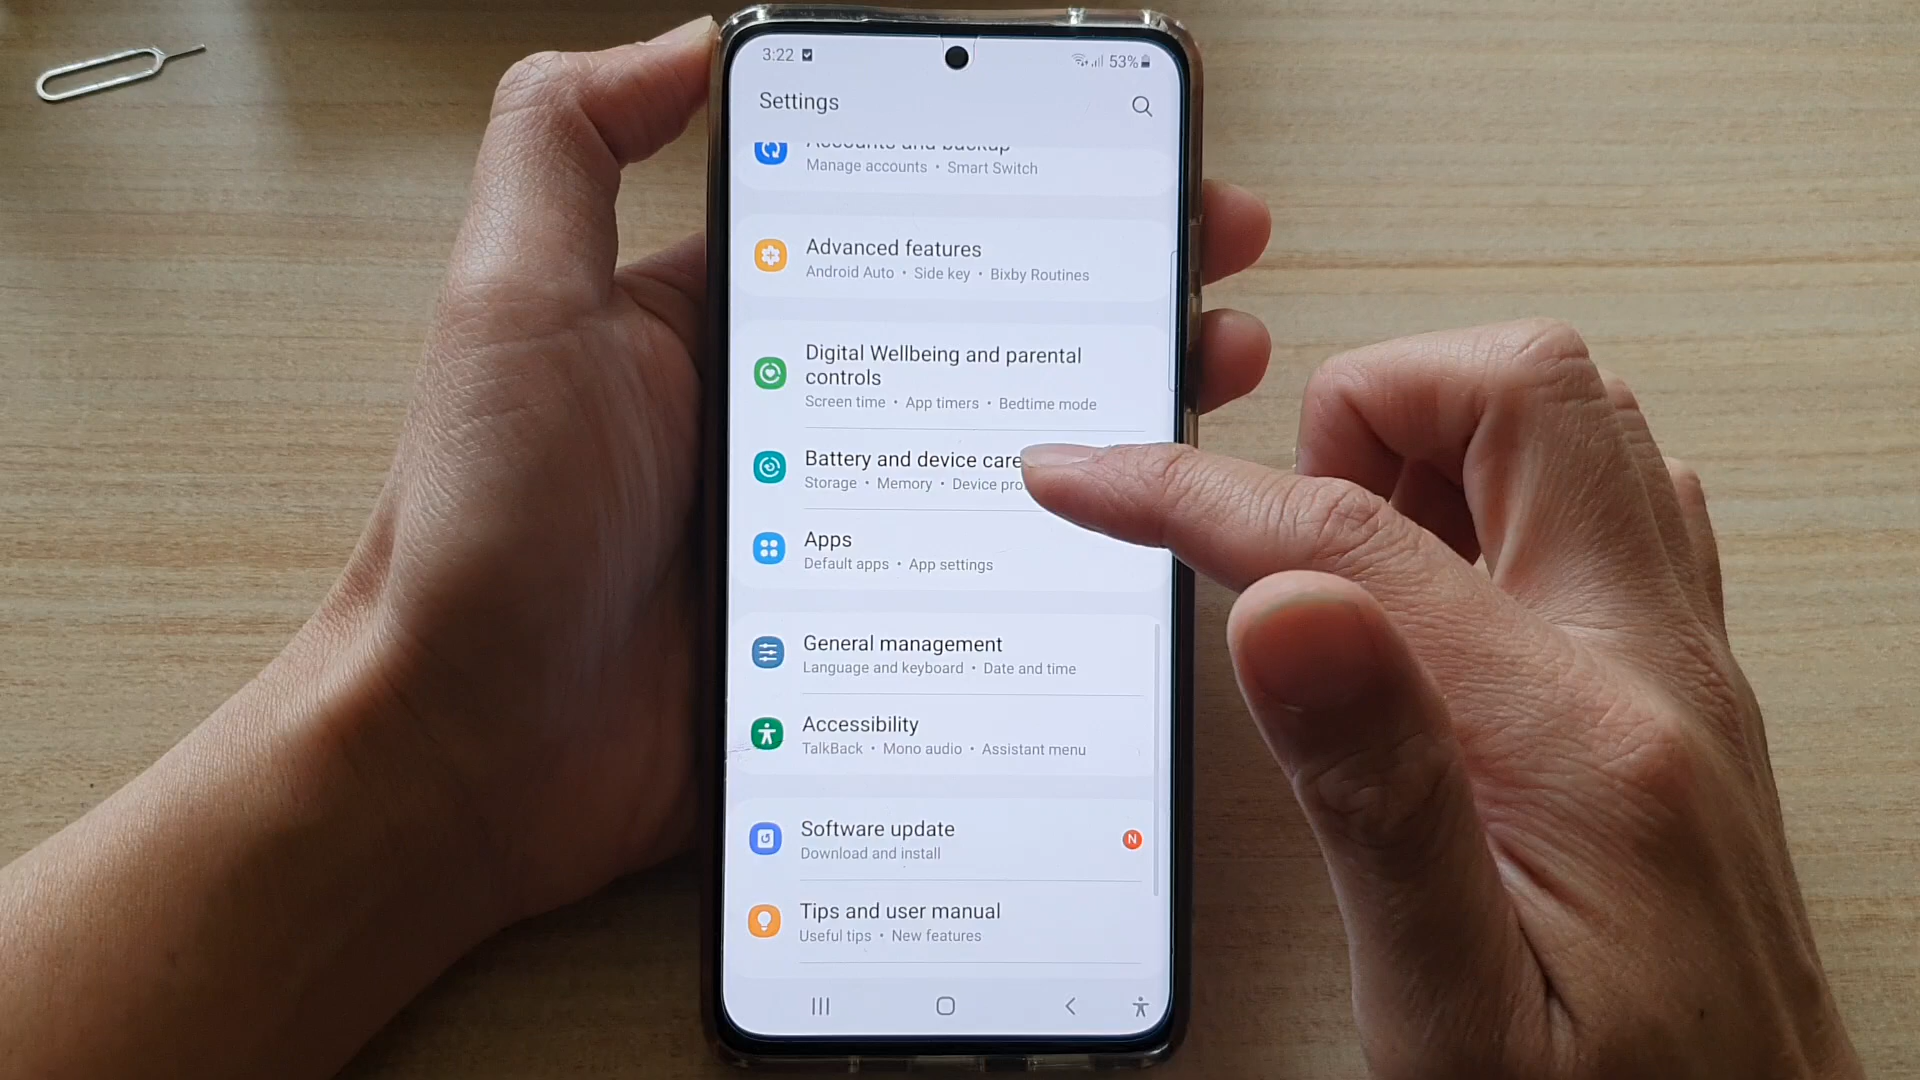 3:22
53%
Settings
Accounts and backup
Manage accounts • Smart Switch
Advanced features
Android Auto • Side key • Bixby Routines
Digital Wellbeing and parental
controls
Screen time • App timers • Bedtime mode
Battery and device care
Storage • Memory • Device pro
Apps
Default apps • App settings
General management
Language and keyboard • Date and time
Accessibility
TalkBack • Mono audio • Assistant menu
Software update
N
Download and install
Tips and user manual
Useful tips • New features